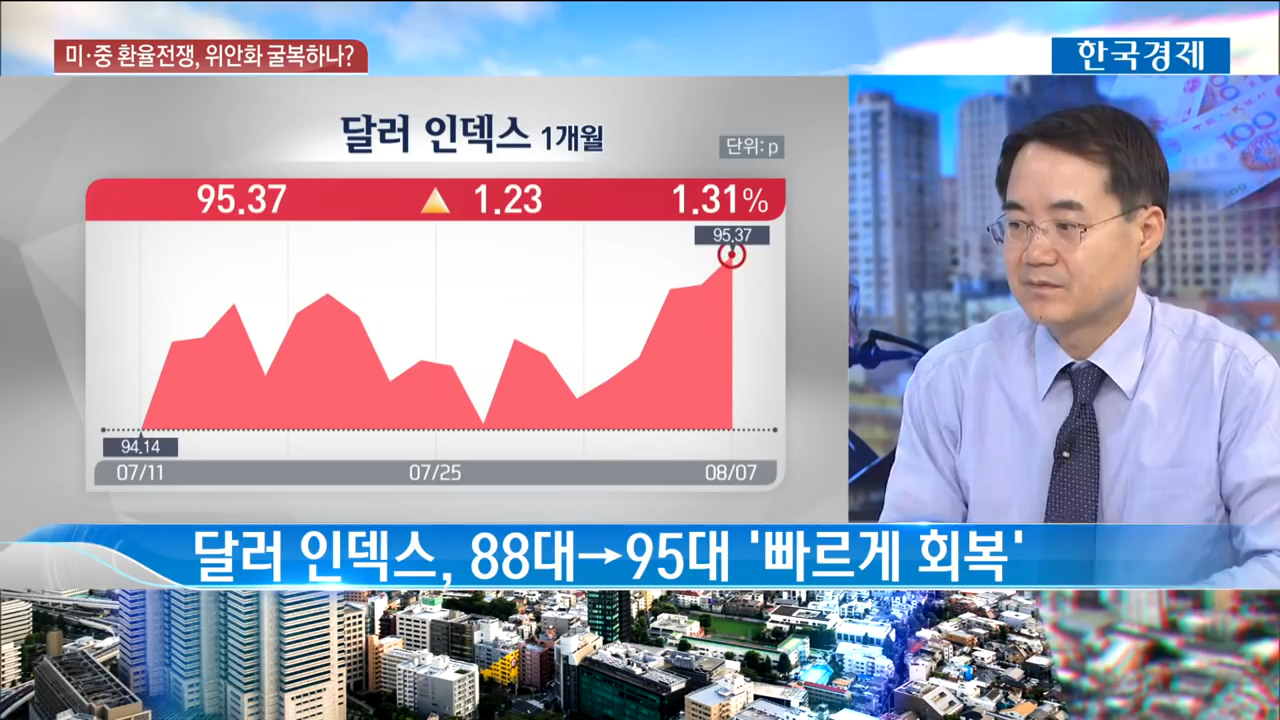 미·중 환율전쟁, 위안화 굴복하나?
한국경제
달러 인덱스 1개월
단위: p
95.37 ▲ 1.23 1.31%
95.37
94.14
07/11 07/25 08/07
달러 인덱스, 88대→95대 '빠르게 회복'
100